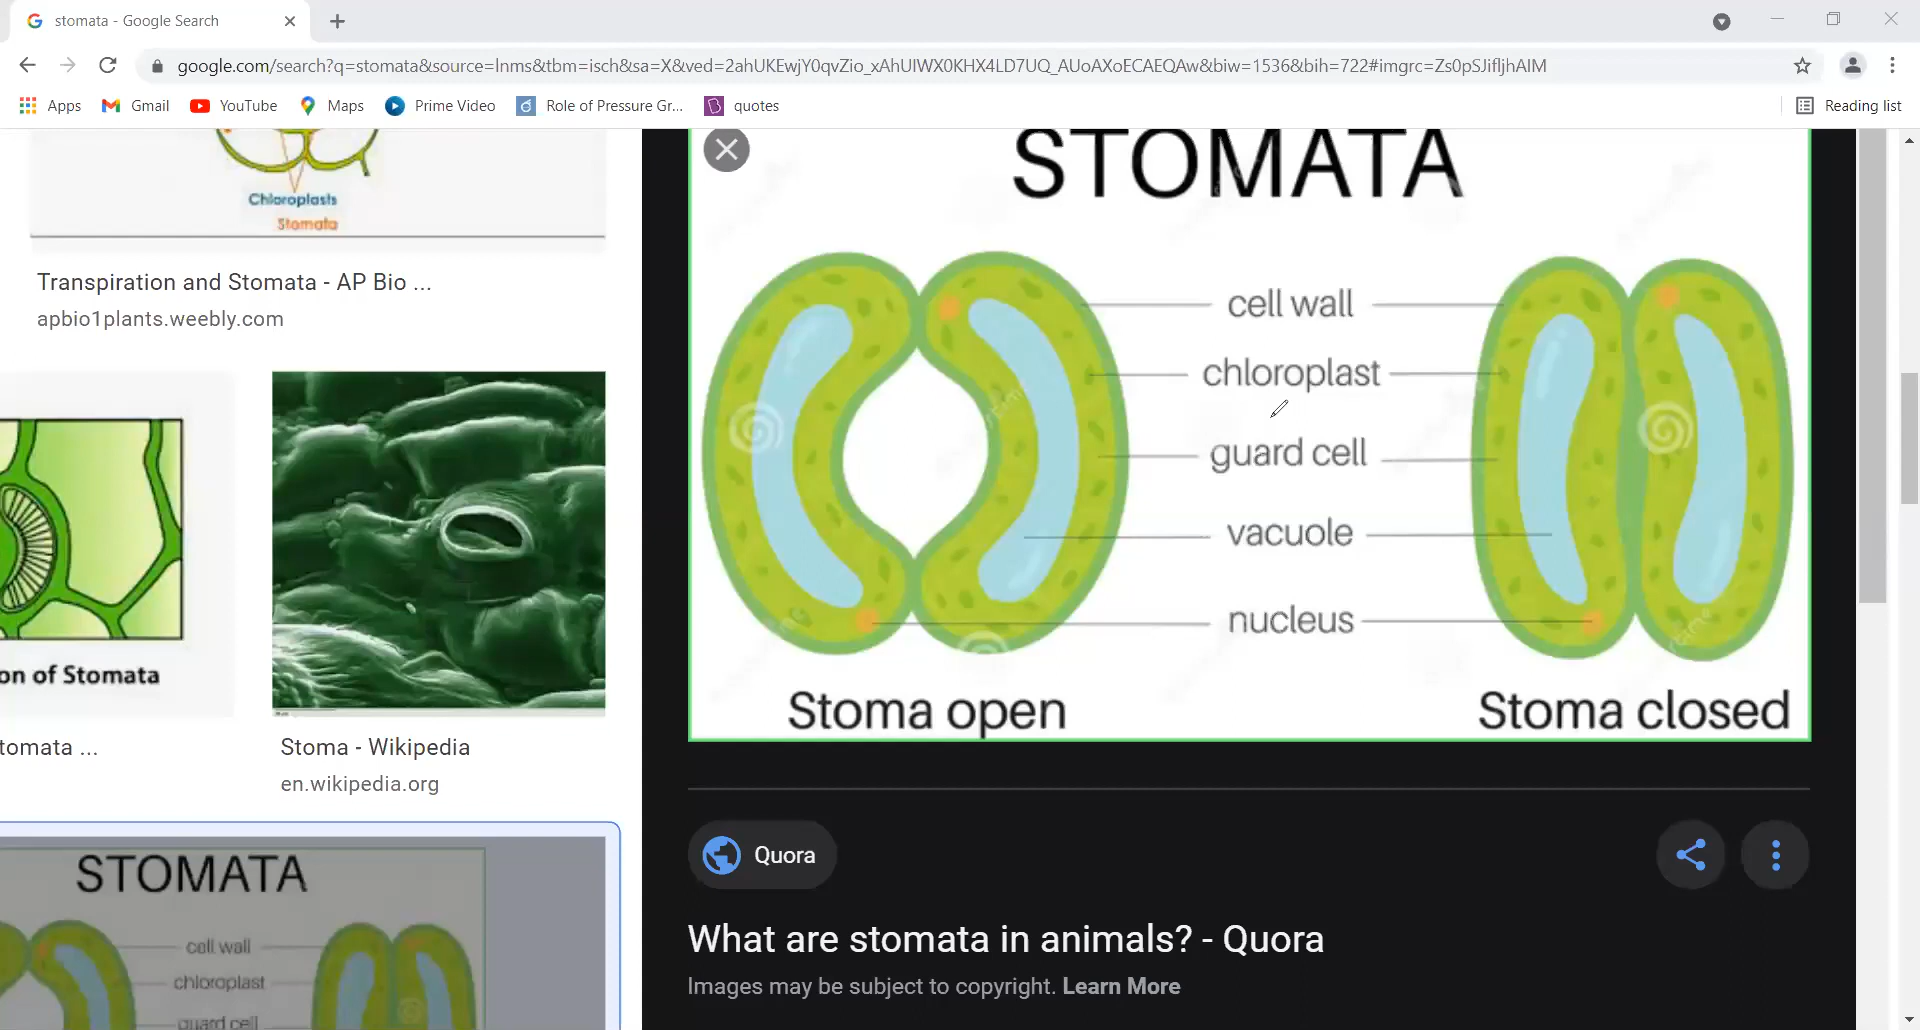 stomata - Google Search
google.com/search?q=stomata&source=lnms&tbm=isch&sa=X&ved=2ahUKEwjY0qvZio_xAhUIWX0KHX4LD7UQ_AUoAXoECAEQAw&biw=1536&bih=722#imgrc=Zs0pSJifljhAIM
Apps Gmail YouTube Maps Prime Video Role of Pressure Gr... quotes Reading list
Chloroplasts
Stomata
Transpiration and Stomata - AP Bio ...
apbio1plants.weebly.com
on of Stomata
tomata ...
Stoma - Wikipedia
en.wikipedia.org
STOMATA
cell wall
chloroplast
guard cell
STOMATA
cell wall
chloroplast
guard cell
vacuole
nucleus
Stoma open Stoma closed
Quora
What are stomata in animals? - Quora
Images may be subject to copyright. Learn More